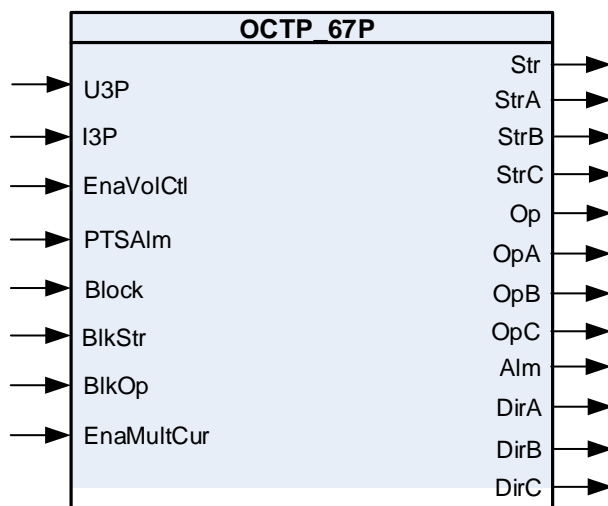 OCTP_67P
U3P
I3P
EnaVolCtl
PTSAlm
Block
BlkStr
BlkOp
EnaMultCur
Str
StrA
StrB
StrC
Op
OpA
OpB
OpC
Alm
DirA
DirB
DirC